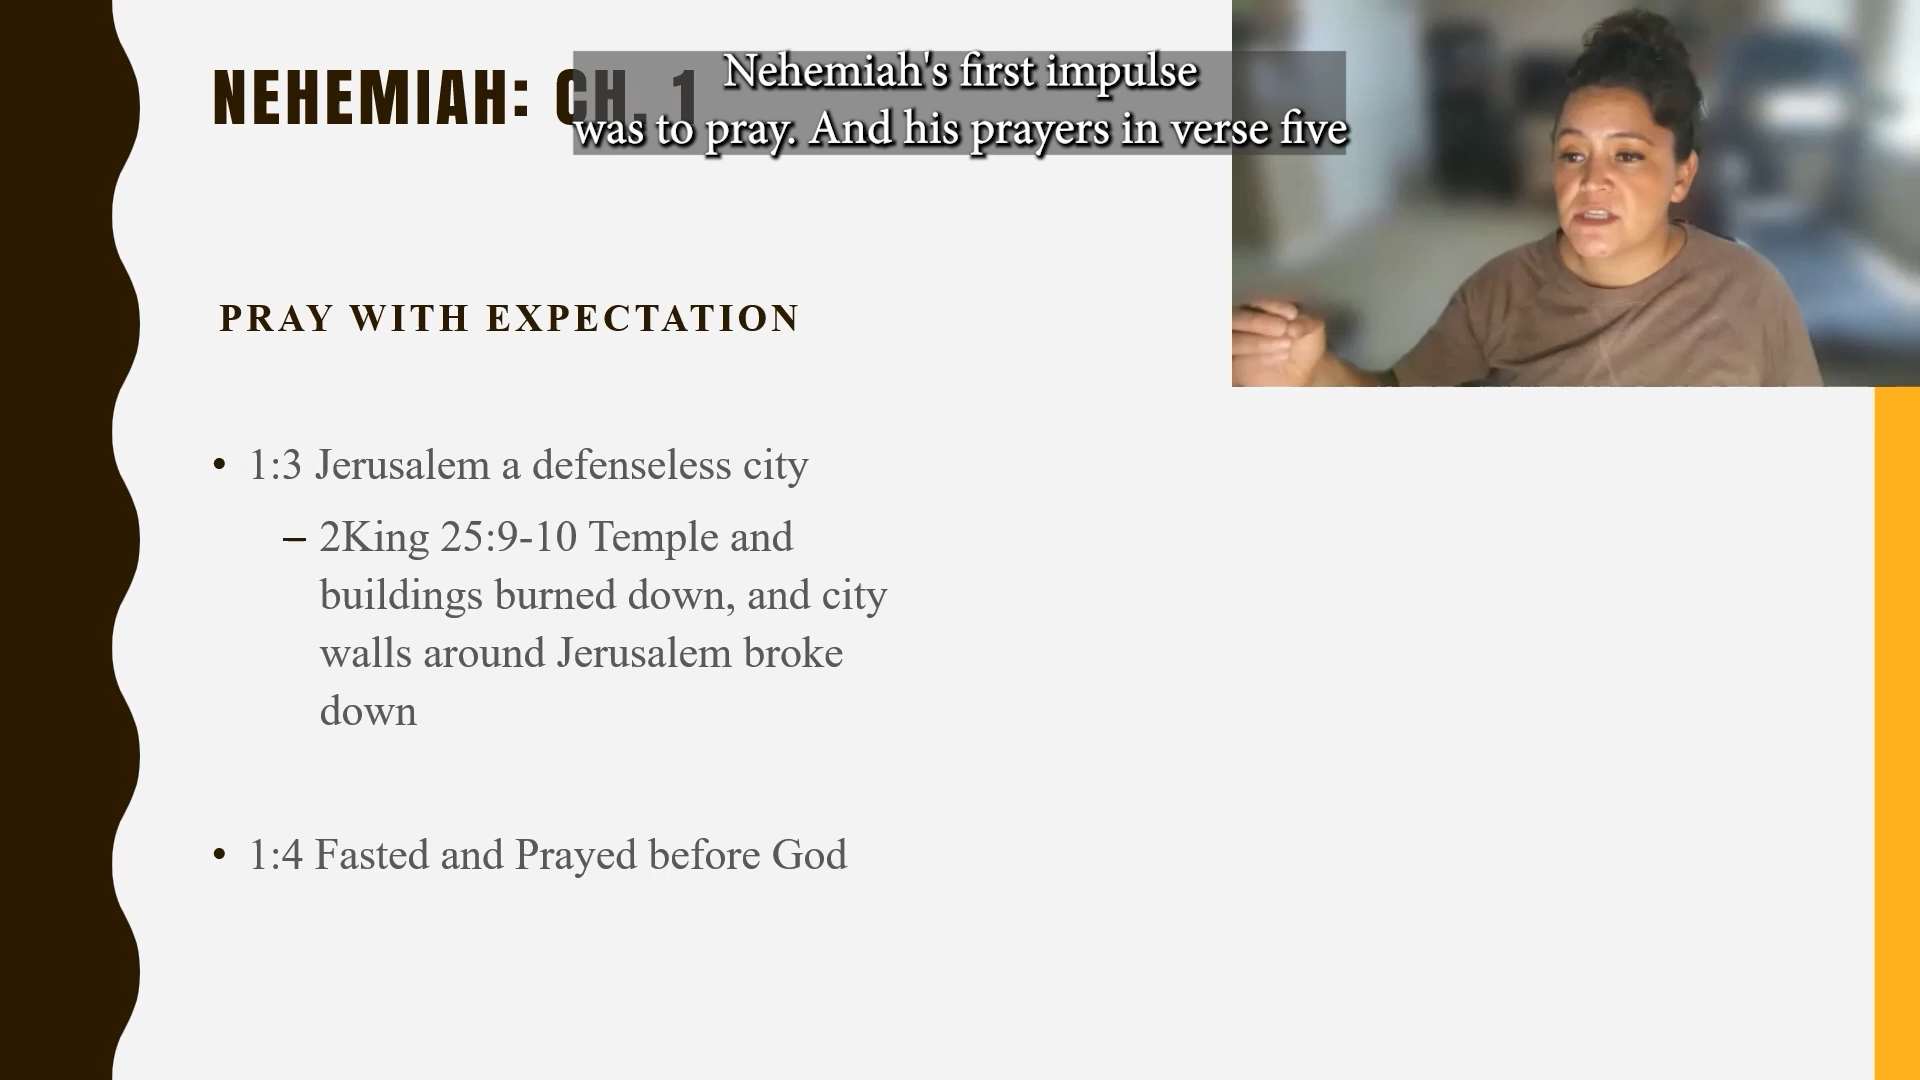 NEHEMIAH: CH. 1
Nehemiah's first impulse
was to pray. And his prayers in verse five
PRAY WITH EXPECTATION
• 1:3 Jerusalem a defenseless city
– 2King 25:9-10 Temple and
buildings burned down, and city
walls around Jerusalem broke
down
• 1:4 Fasted and Prayed before God